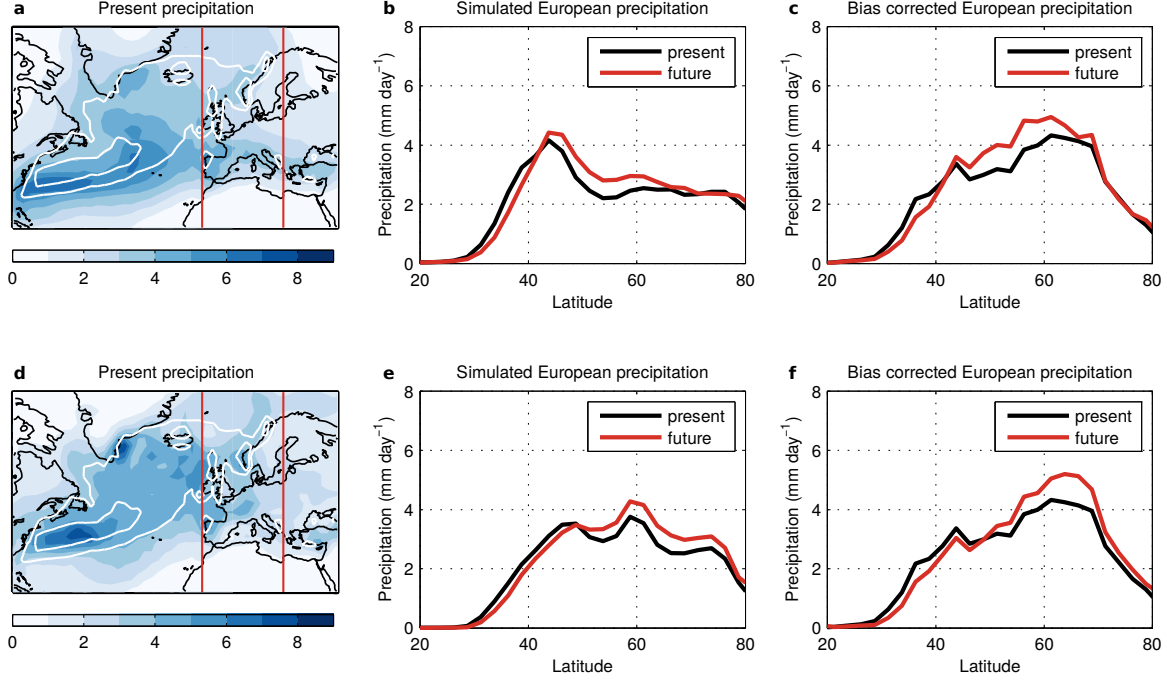 a Present precipitation
0 2 4 6 8
b Simulated European precipitation
Precipitation (mm day−1)
8
6
4
2
0
present
future
20 40 60 80
Latitude
c Bias corrected European precipitation
Precipitation (mm day−1)
8
6
4
2
0
present
future
20 40 60 80
Latitude
d Present precipitation
0 2 4 6 8
e Simulated European precipitation
Precipitation (mm day−1)
8
6
4
2
0
present
future
20 40 60 80
Latitude
f Bias corrected European precipitation
Precipitation (mm day−1)
8
6
4
2
0
present
future
20 40 60 80
Latitude